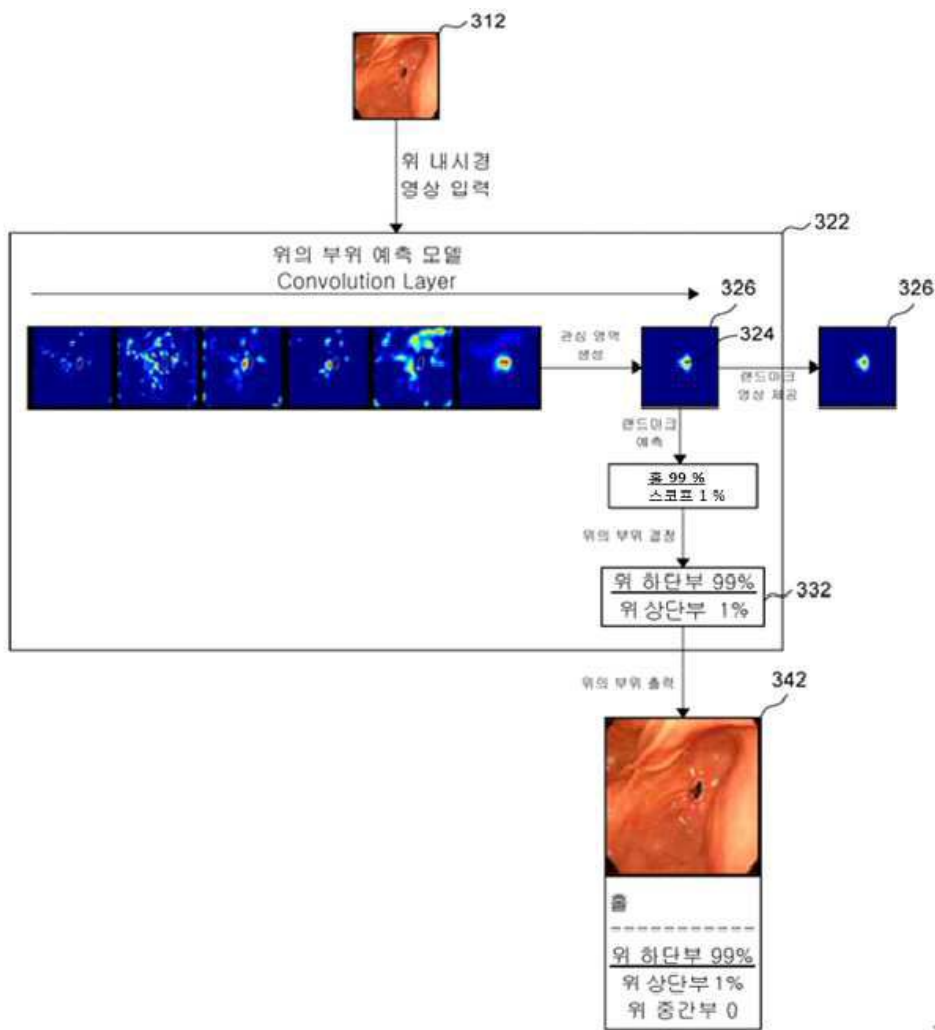 312
위 내시경
영상 입력
322
위의 부위 예측 모델
Convolution Layer
326
326
324
관심 영역
생성
랜드마크
영상 제공
랜드마크
예측
홀 99 %
스코프 1 %
위의 부위 결정
위 하단부 99%
위 상단부 1%
332
위의 부위 출력
342
홀
위 하단부 99%
위 상단부 1%
위 중간부 0